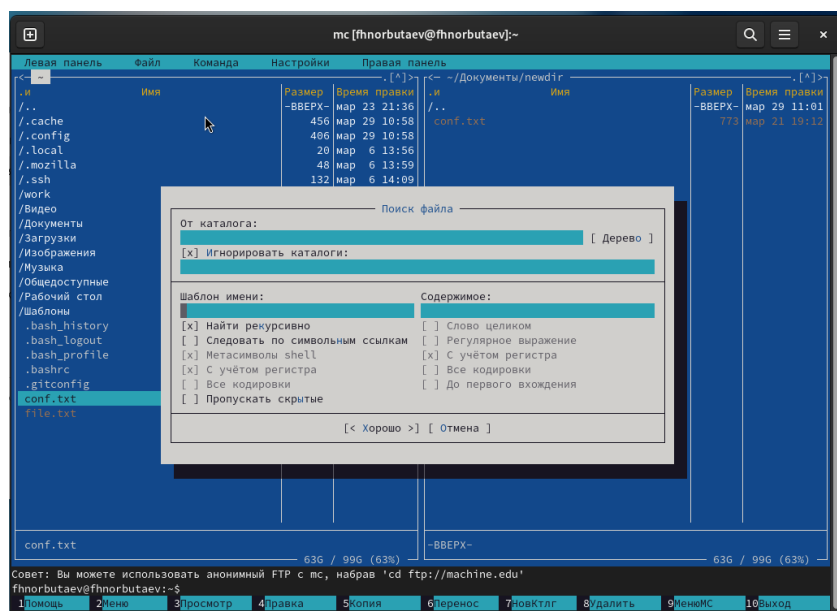 mc [fhnorbutaev@fhnorbutaev]:~
Левая панель Файл Команда Настройки Правая панель
<- ~ .[^]> <- ~/Документы/newdir .[^]>
.и Имя Размер Время правки .и Имя Размер Время правки
/.. -ВВЕРХ- мар 23 21:36 /.. -ВВЕРХ- мар 29 11:01
/.cache 456 мар 29 10:58 conf.txt 773 мар 21 19:12
/.config 406 мар 29 10:58
/.local 20 мар 6 13:56
/.mozilla 48 мар 6 13:59
/.ssh 132 мар 6 14:09
/work
/Видео
/Документы
/Загрузки
/Изображения
/Музыка
/Общедоступные
/Рабочий стол
/Шаблоны
.bash_history
.bash_logout
.bash_profile
.bashrc
.gitconfig
conf.txt
file.txt
Поиск файла
От каталога:
[ Дерево ]
[x] Игнорировать каталоги:
Шаблон имени: Содержимое:
[x] Найти рекурсивно [ ] Слово целиком
[ ] Следовать по символьным ссылкам [ ] Регулярное выражение
[x] Метасимволы shell [x] С учётом регистра
[x] С учётом регистра [ ] Все кодировки
[ ] Все кодировки [ ] До первого вхождения
[ ] Пропускать скрытые
[< Хорошо >] [ Отмена ]
conf.txt -ВВЕРХ-
63G / 99G (63%) 63G / 99G (63%)
Совет: Вы можете использовать анонимный FTP с mc, набрав 'cd ftp://machine.edu'
fhnorbutaev@fhnorbutaev:~$
1Помощь 2Меню 3Просмотр 4Правка 5Копия 6Перенос 7НовКтлг 8Удалить 9МенюМС 10Выход